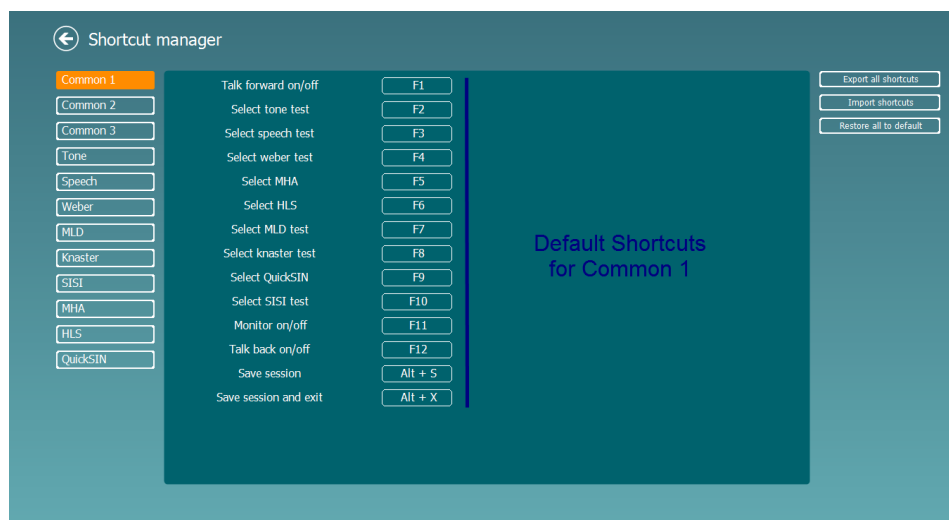 Shortcut manager
Common 1
Common 2
Common 3
Tone
Speech
Weber
MLD
Knaster
SISI
MHA
HLS
QuickSIN
Talk forward on/off F1
Select tone test F2
Select speech test F3
Select weber test F4
Select MHA F5
Select HLS F6
Select MLD test F7
Select knaster test F8
Select QuickSIN F9
Select SISI test F10
Monitor on/off F11
Talk back on/off F12
Save session Alt + S
Save session and exit Alt + X
Default Shortcuts
for Common 1
Export all shortcuts
Import shortcuts
Restore all to default